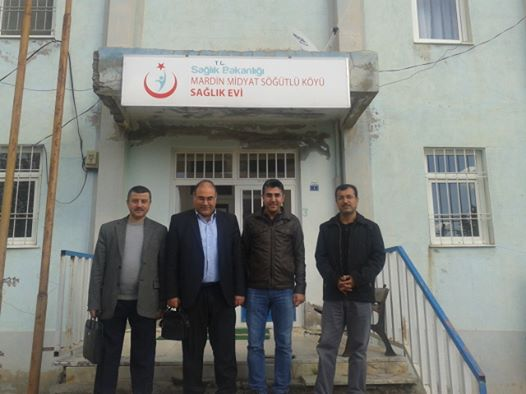 T.C.
Sağlık Bakanlığı
MARDİN MİDYAT SÖĞÜTLÜ KÖYÜ
SAĞLIK EVİ